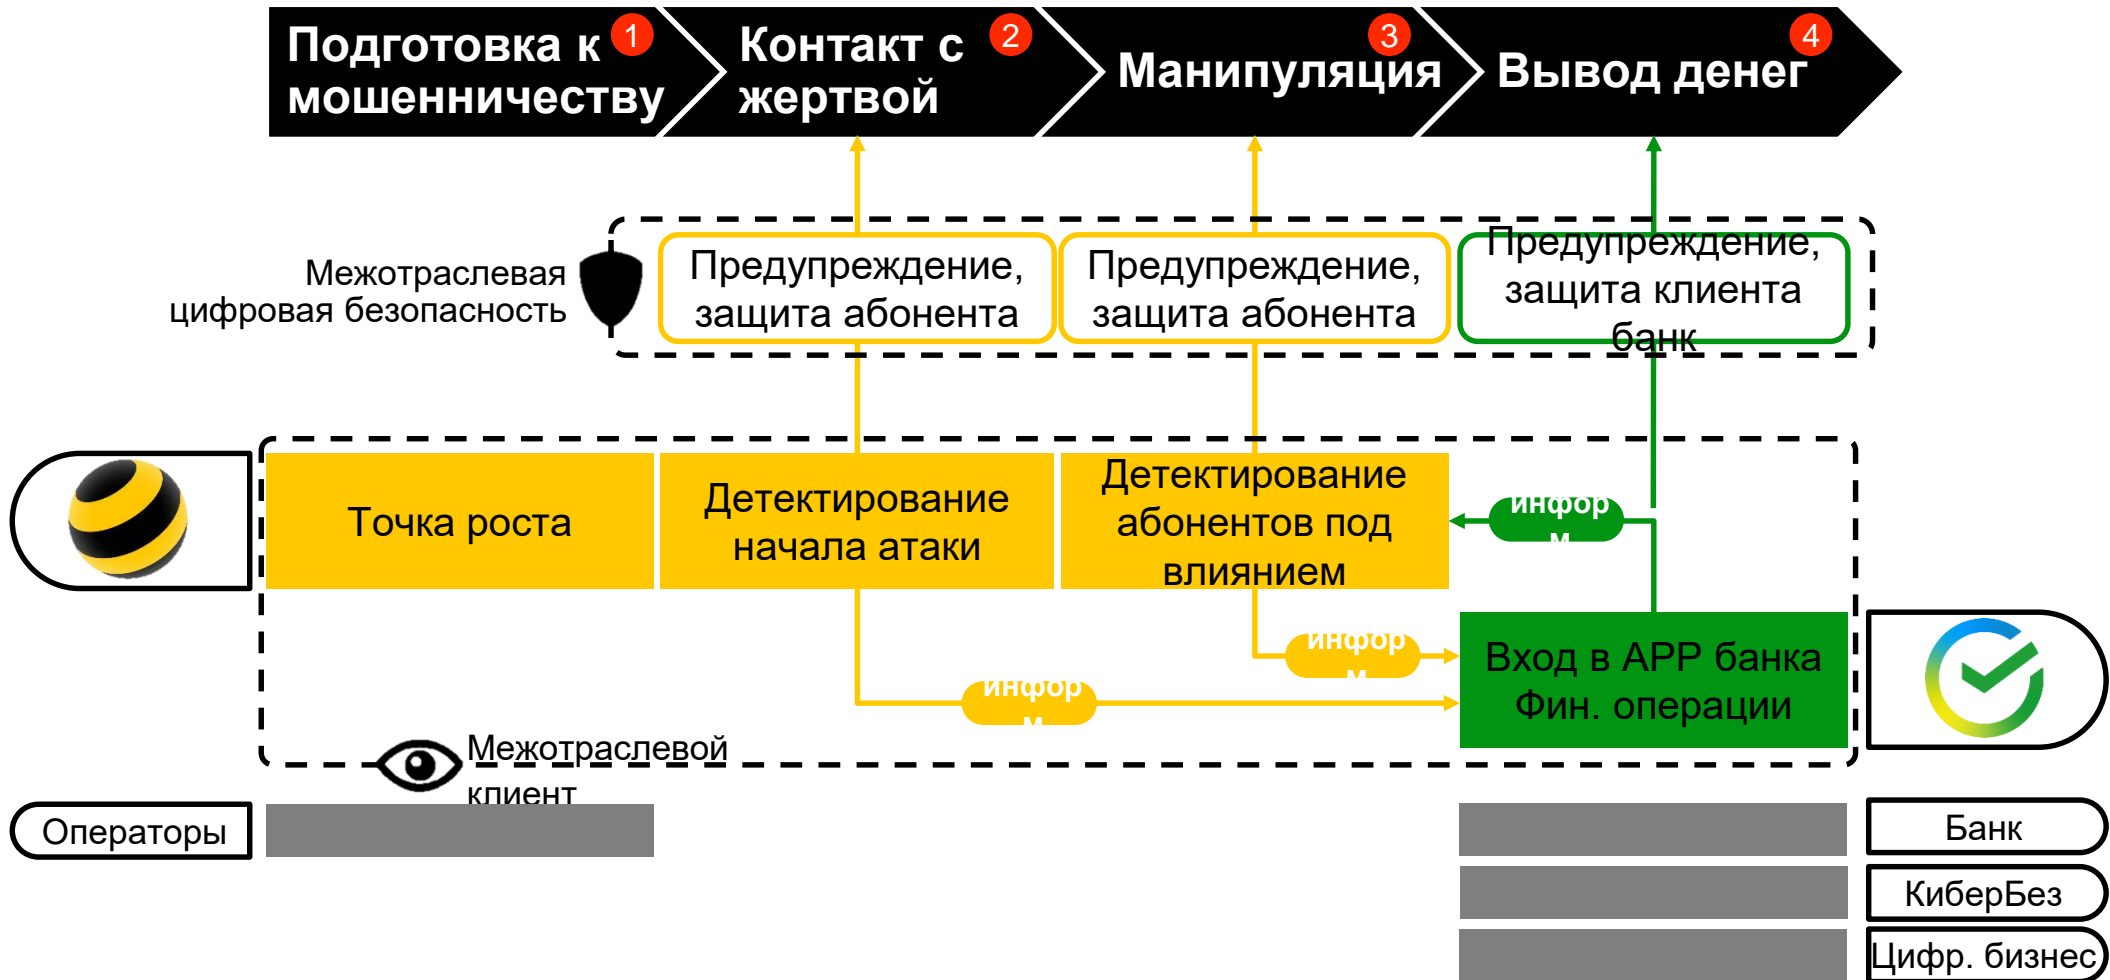 Подготовка к
мошенничеству
1
Контакт с
жертвой
2
Манипуляция
3
Вывод денег
4
Межотраслевая
цифровая безопасность
Предупреждение,
защита абонента
Предупреждение,
защита абонента
Предупреждение,
защита клиента
банк
Точка роста
Детектирование
начала атаки
Детектирование
абонентов под
влиянием
инфор
м
инфор
м
инфор
м
Вход в APP банка
Фин. операции
Межотраслевой
клиент
Операторы
Банк
КиберБез
Цифр. бизнес